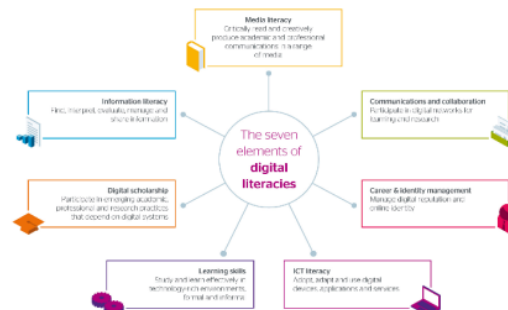 Media literacy
Critically read and creatively
produce academic and professional
communications in a range
of media
Information literacy
Find, interpret, evaluate, manage and
share information
Communications and collaboration
Participate in digital networks for
learning and research
The seven
elements of
digital
literacies
Digital scholarship
Participate in emerging academic,
professional and research practices
that depend on digital systems
Career & identity management
Manage digital reputation and
online identity
Learning skills
Study and learn effectively in
technology-rich environments,
formal and informal
ICT literacy
Adopt, adapt and use digital
devices, applications and services